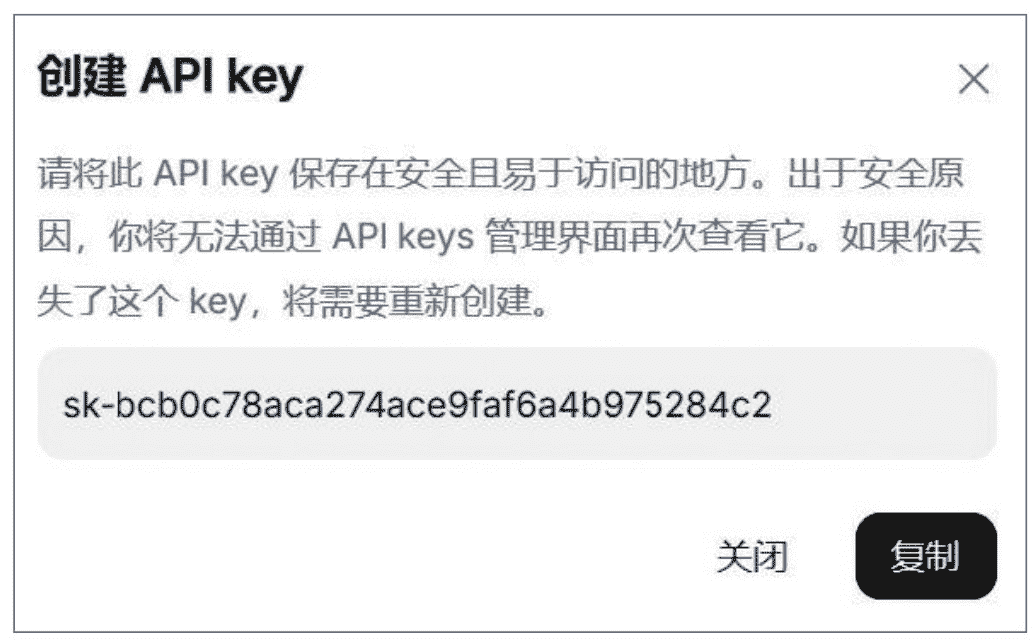 创建 API key
请将此 API key 保存在安全且易于访问的地方。出于安全原
因，你将无法通过 API keys 管理界面再次查看它。如果你丢
失了这个 key，将需要重新创建。
sk-bcb0c78aca274ace9faf6a4b975284c2
关闭 复制